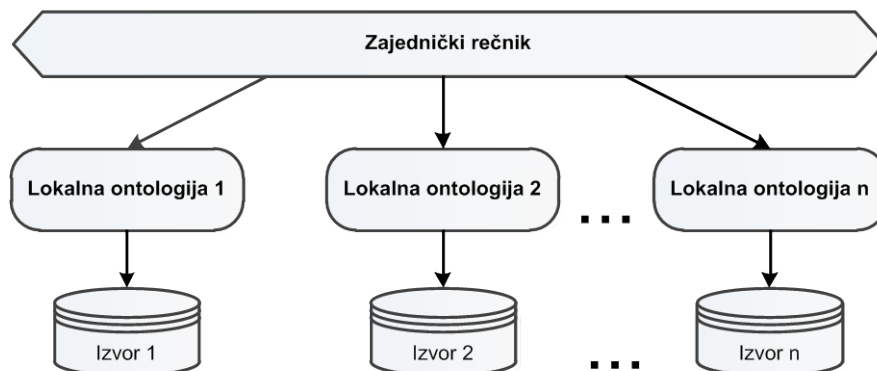 Zajednički rečnik
Lokalna ontologija 1
Lokalna ontologija 2
Lokalna ontologija n
...
Izvor 1
Izvor 2
Izvor n
...